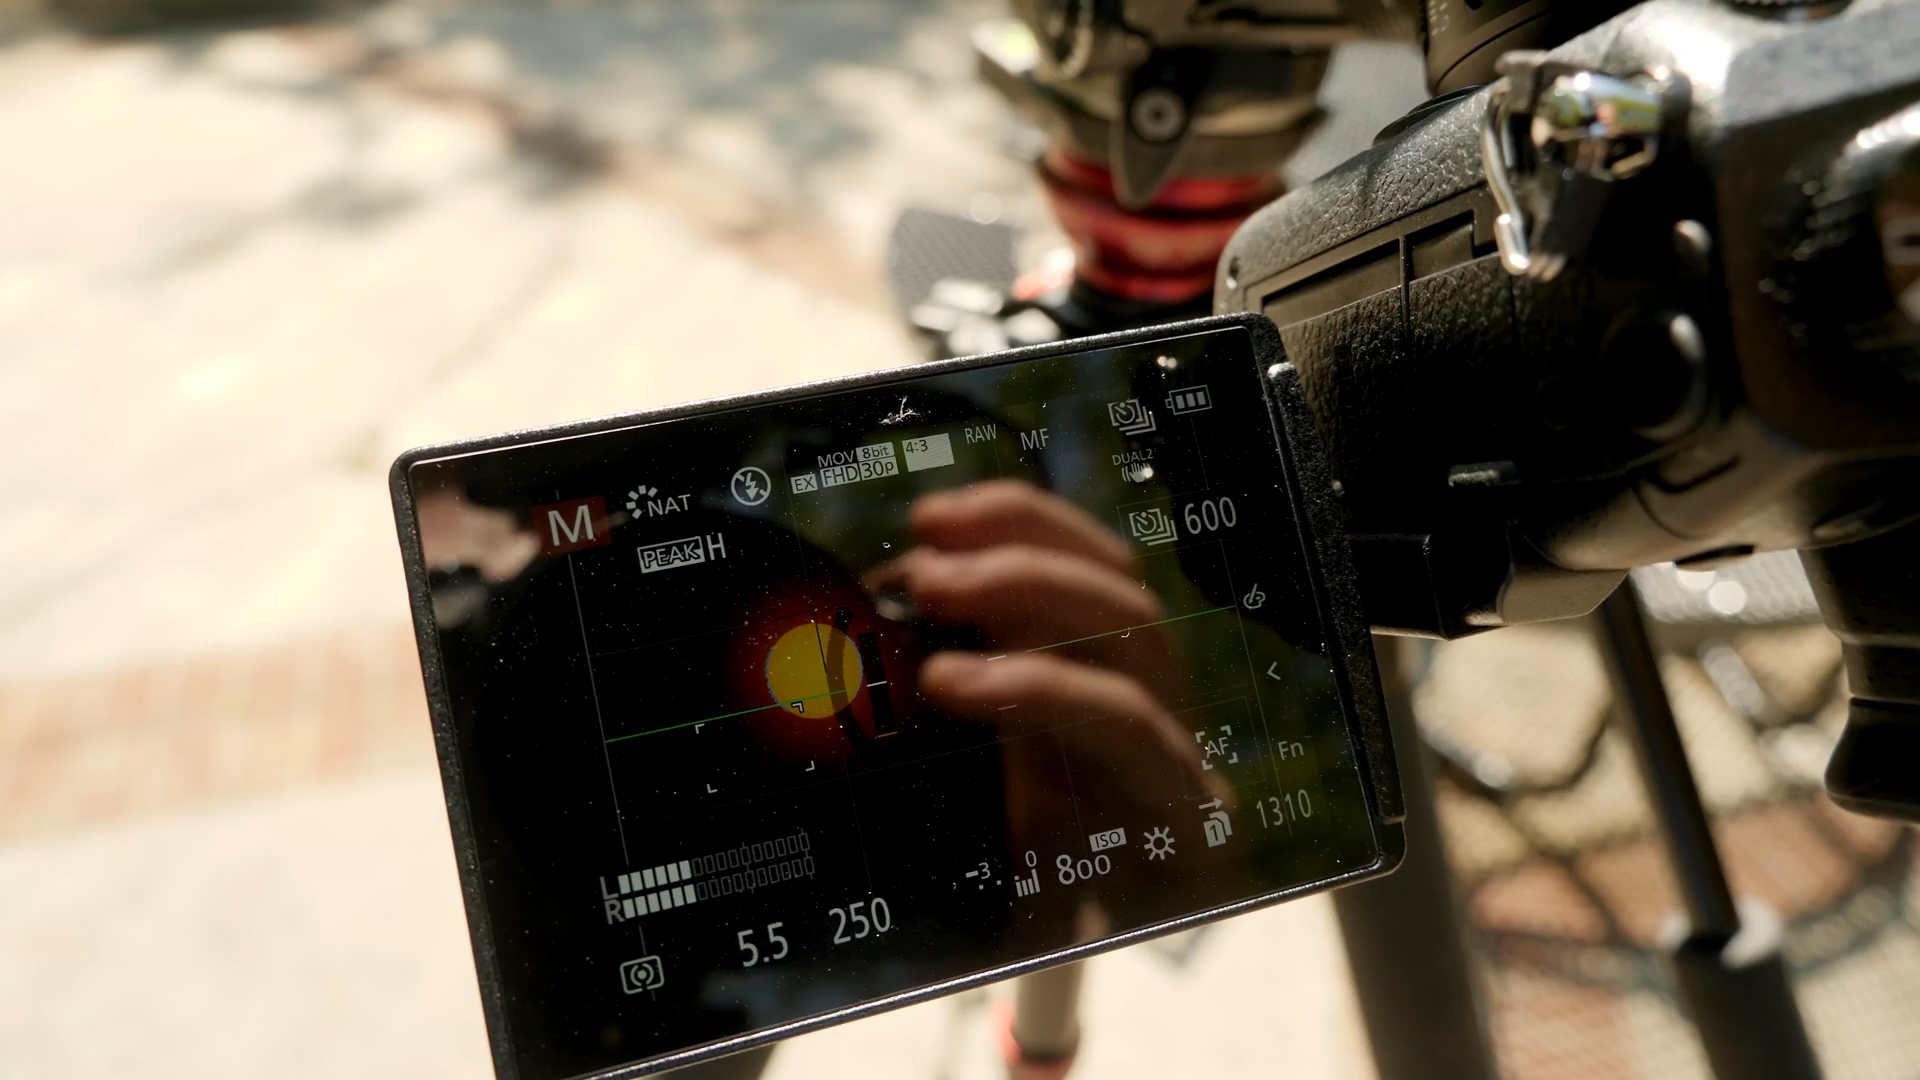 M
NAT
MOV 8bit
EX FHD 30p
4:3
RAW
MF
PEAK H
DUAL2
600
AF
Fn
L
R
5.5
250
-3
0
ISO
800
1
1310